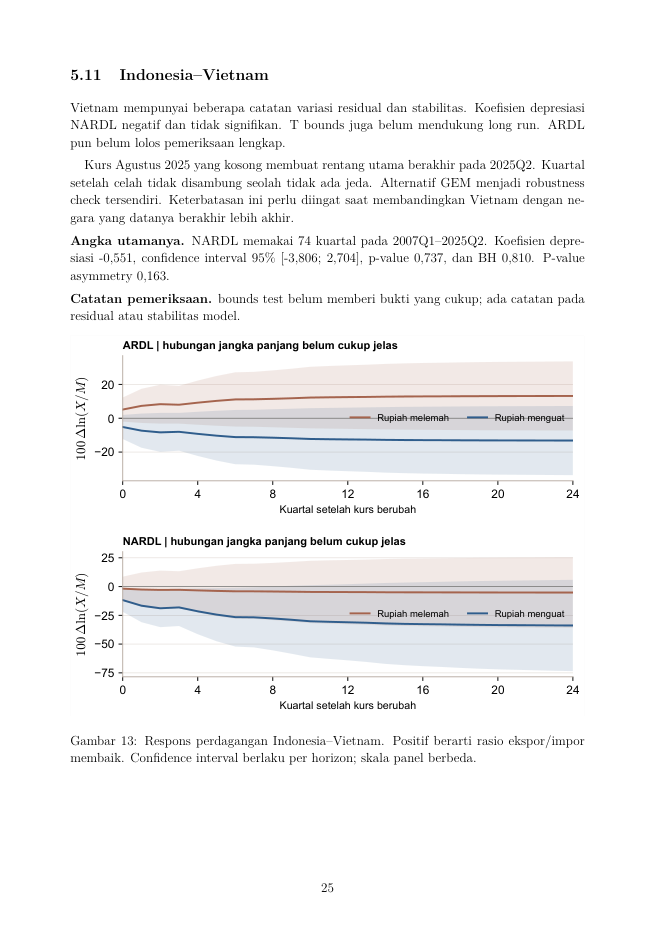 5.11 Indonesia–Vietnam
Vietnam mempunyai beberapa catatan variasi residual dan stabilitas. Koefisien depresiasi
NARDL negatif dan tidak signifikan. T bounds juga belum mendukung long run. ARDL
pun belum lolos pemeriksaan lengkap.
Kurs Agustus 2025 yang kosong membuat rentang utama berakhir pada 2025Q2. Kuartal
setelah celah tidak disambung seolah tidak ada jeda. Alternatif GEM menjadi robustness
check tersendiri. Keterbatasan ini perlu diingat saat membandingkan Vietnam dengan ne-
gara yang datanya berakhir lebih akhir.
Angka utamanya. NARDL memakai 74 kuartal pada 2007Q1–2025Q2. Koefisien depre-
siasi -0,551, confidence interval 95% [-3,806; 2,704], p-value 0,737, dan BH 0,810. P-value
asymmetry 0,163.
Catatan pemeriksaan. bounds test belum memberi bukti yang cukup; ada catatan pada
residual atau stabilitas model.
ARDL | hubungan jangka panjang belum cukup jelas
100 Δln(X/M)
20
0
−20
Rupiah melemah Rupiah menguat
0 4 8 12 16 20 24
Kuartal setelah kurs berubah
NARDL | hubungan jangka panjang belum cukup jelas
100 Δln(X/M)
25
0
−25
−50
−75
Rupiah melemah Rupiah menguat
0 4 8 12 16 20 24
Kuartal setelah kurs berubah
Gambar 13: Respons perdagangan Indonesia–Vietnam. Positif berarti rasio ekspor/impor
membaik. Confidence interval berlaku per horizon; skala panel berbeda.
25